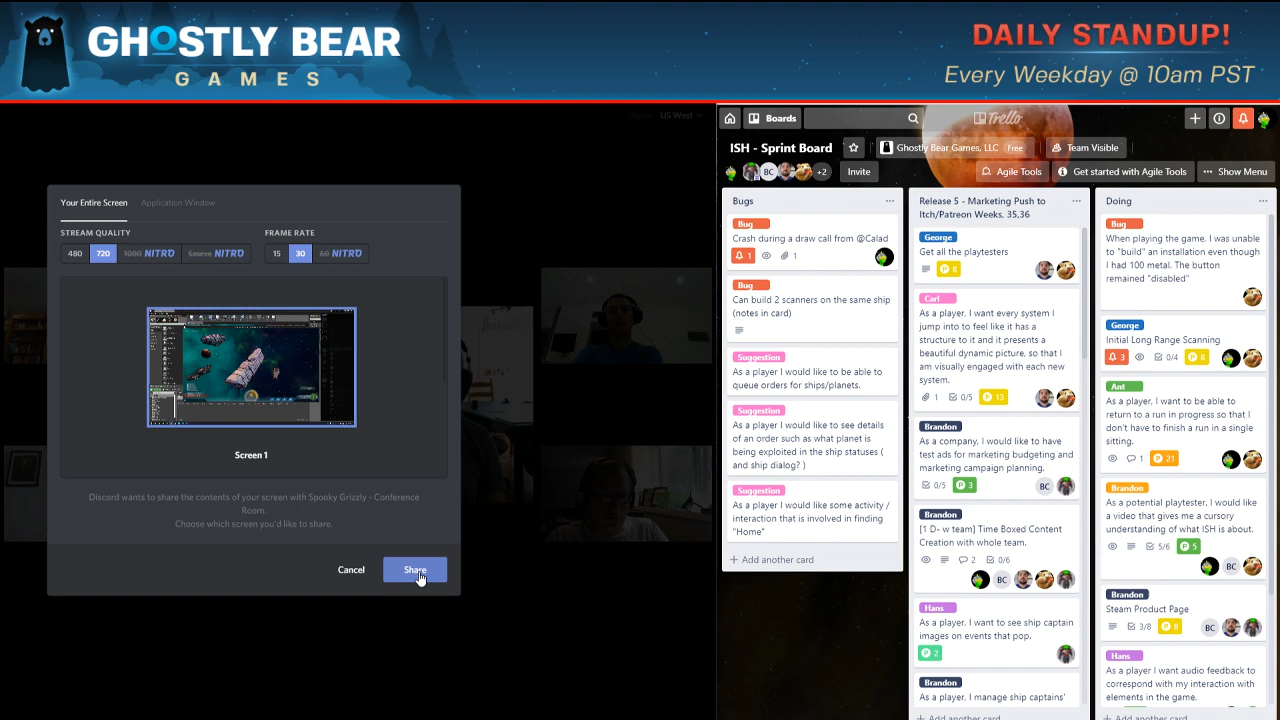 GHOSTLY BEAR
GAMES
DAILY STANDUP!
Every Weekday @ 10am PST
US West
Your Entire Screen
Application Window
STREAM QUALITY
FRAME RATE
480
720
1080 NITRO
Source NITRO
15
30
60 NITRO
Screen 1
Discord wants to share the contents of your screen with Spooky Grizzly - Conference
Room.
Choose which screen you'd like to share.
Cancel
Share
Boards
Trello
ISH - Sprint Board
Ghostly Bear Games, LLC Free
Team Visible
BC
+2
Invite
Agile Tools
Get started with Agile Tools
Show Menu
Bugs
Bug
Crash during a draw call from @Calad
1
1
Bug
Can build 2 scanners on the same ship
(notes in card)
Suggestion
As a player I would like to be able to
queue orders for ships/planets.
Suggestion
As a player I would like to see details
of an order such as what planet is
being exploited in the ship statuses (
and ship dialog? )
Suggestion
As a player I would like some activity /
interaction that is involved in finding
"Home"
+ Add another card
Release 5 - Marketing Push to
Itch/Patreon Weeks, 35,36
George
Get all the playtesters
P 8
Carl
As a player, I want every system I
jump into to feel like it has a
structure to it and it presents a
beautiful dynamic picture, so that I
am visually engaged with each new
system.
1
0/5
P 13
Brandon
As a company, I would like to have
test ads for marketing budgeting and
marketing campaign planning.
0/5
P 3
BC
Brandon
[1 D- w team] Time Boxed Content
Creation with whole team.
2
0/6
BC
Hans
As a player, I want to see ship captain
images on events that pop.
P 2
Brandon
As a player, I manage ship captains'
+ Add another card
Doing
Bug
When playing the game. I was unable
to "build" an installation even though
I had 100 metal. The button
remained "disabled"
George
Initial Long Range Scanning
3
0/4
P 8
Ant
As a player, I want to be able to
return to a run in progress so that I
don't have to finish a run in a single
sitting.
1
P 21
Brandon
As a potential playtester, I would like
a video that gives me a cursory
understanding of what ISH is about.
5/6
P 5
BC
Brandon
Steam Product Page
3/8
P 8
BC
Hans
As a player I want audio feedback to
correspond with my interaction with
elements in the game.
+ Add another card